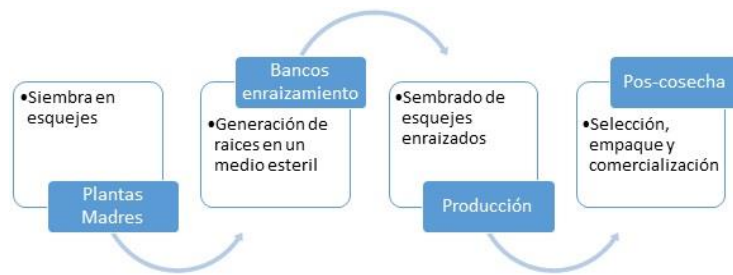 •Siembra en
esquejes
Plantas
Madres
Bancos
enraizamiento
•Generación de
raices en un
medio esteril
•Sembrado de
esquejes
enraizados
Producción
Pos-cosecha
•Selección,
empaque y
comercialización